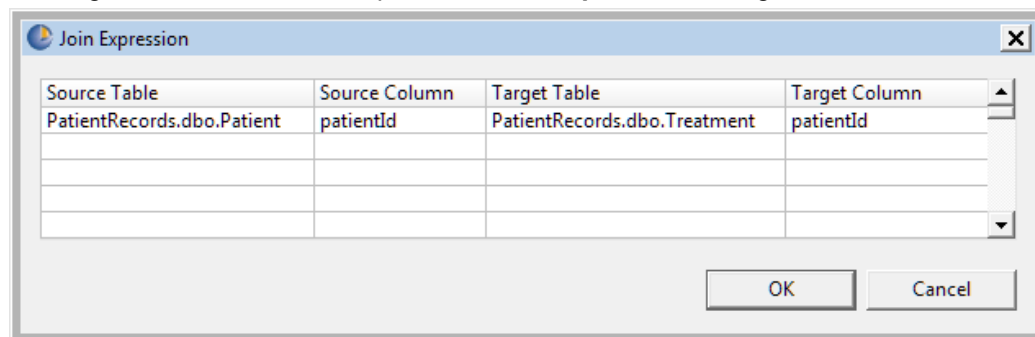 Join Expression
Source Table Source Column Target Table Target Column
PatientRecords.dbo.Patient patientId PatientRecords.dbo.Treatment patientId
OK Cancel